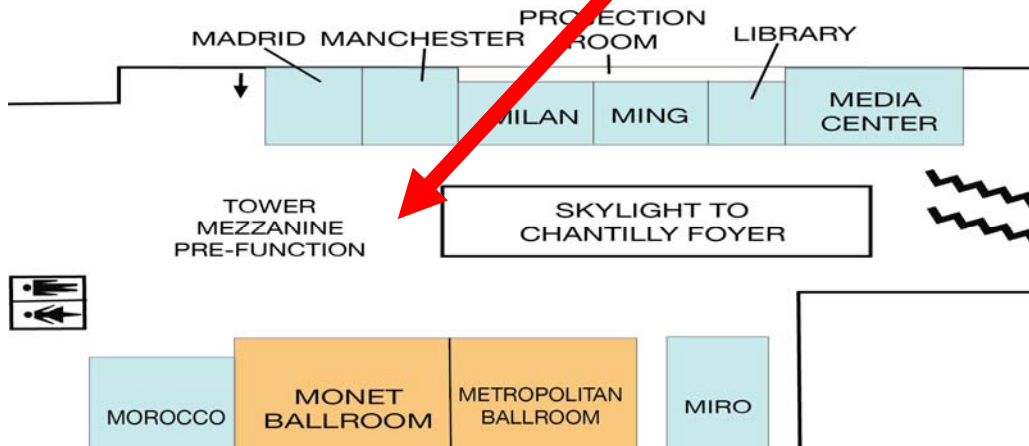 PROJECTION
ROOM
MADRID
MANCHESTER
LIBRARY
MILAN
MING
MEDIA
CENTER
TOWER
MEZZANINE
PRE-FUNCTION
SKYLIGHT TO
CHANTILLY FOYER
MOROCCO
MONET
BALLROOM
METROPOLITAN
BALLROOM
MIRO